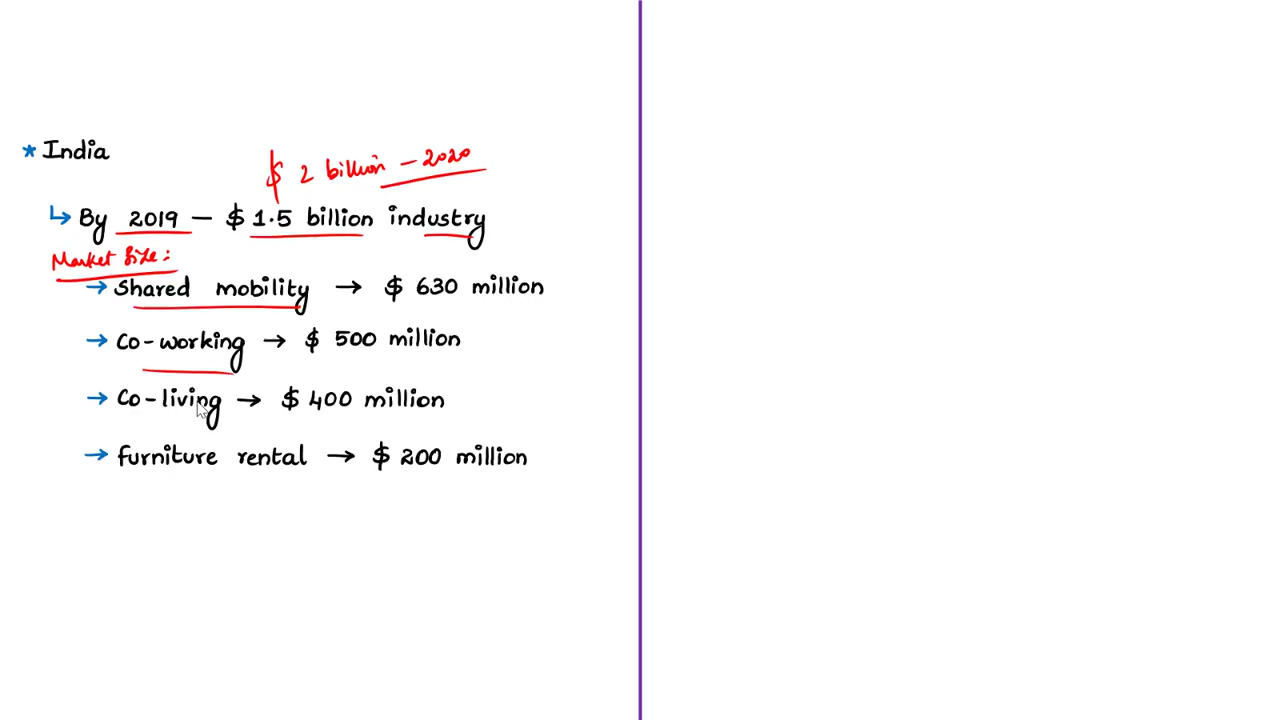 * India
$ 2 billion - 2020
↳ By 2019 - $ 1.5 billion industry
Market Size:
→ Shared mobility → $ 630 million
→ Co-working → $ 500 million
→ Co-living → $ 400 million
→ furniture rental → $ 200 million